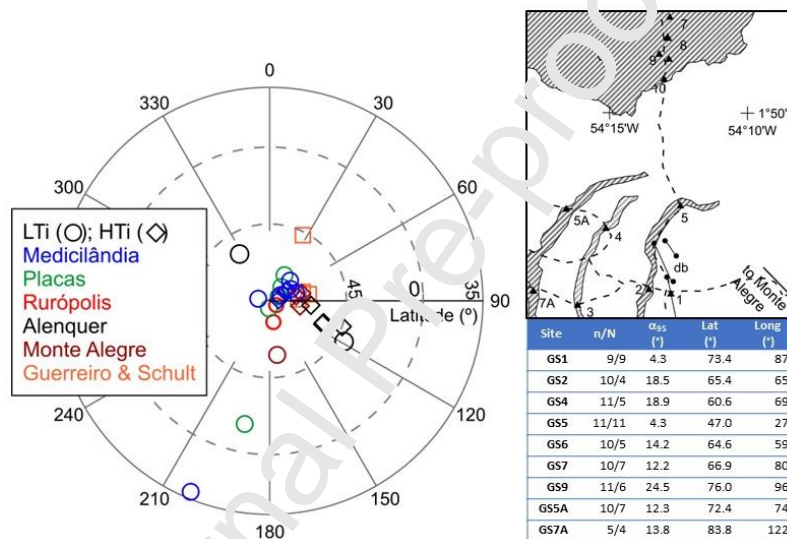 0
30
60
90
120
150
180
210
240
300
330
45
0
35
Latitude (º)
LTi (○); HTi (◇)
Medicilândia
Placas
Rurópolis
Alenquer
Monte Alegre
Guerreiro & Schult
7
8
9
10
54°15'W
1°50'
54°10'W
5A
4
5
db
7A
3
2
1
to Monte
Alegre
Site n/N α95 (°) Lat (°) Long (°)
GS1 9/9 4.3 73.4 87
GS2 10/4 18.5 65.4 65
GS4 11/5 18.9 60.6 69
GS5 11/11 4.3 47.0 27
GS6 10/5 14.2 64.6 59
GS7 10/7 12.2 66.9 80
GS9 11/6 24.5 76.0 96
GS5A 10/7 12.3 72.4 74
GS7A 5/4 13.8 83.8 122